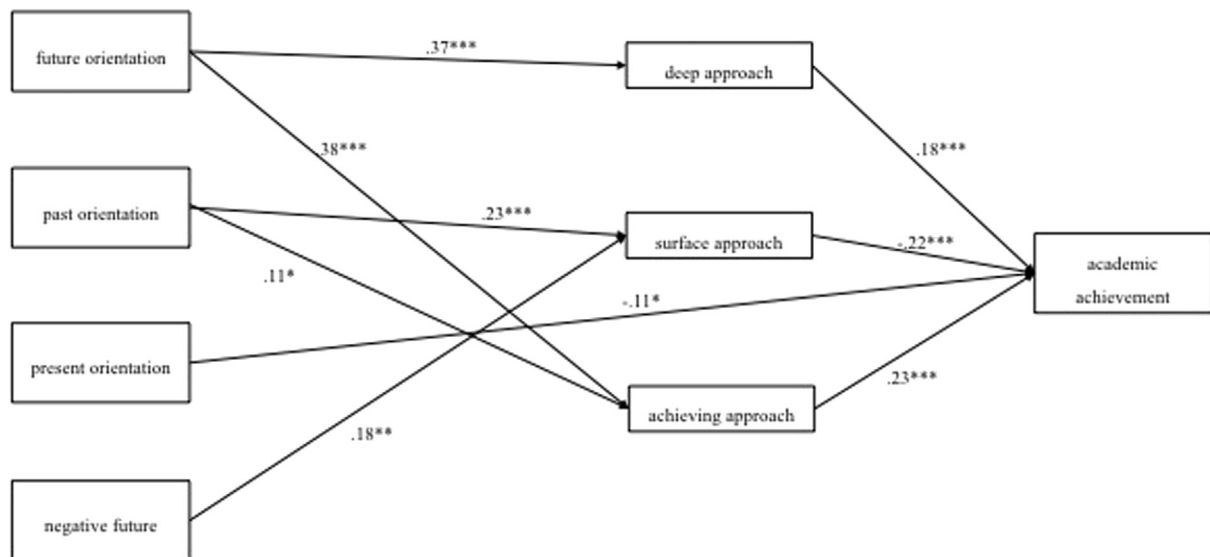 future orientation
.37***
deep approach
.38***
.18***
past orientation
.23***
surface approach
-.22***
academic
achievement
.11*
-.11*
present orientation
.23***
achieving approach
.18**
negative future